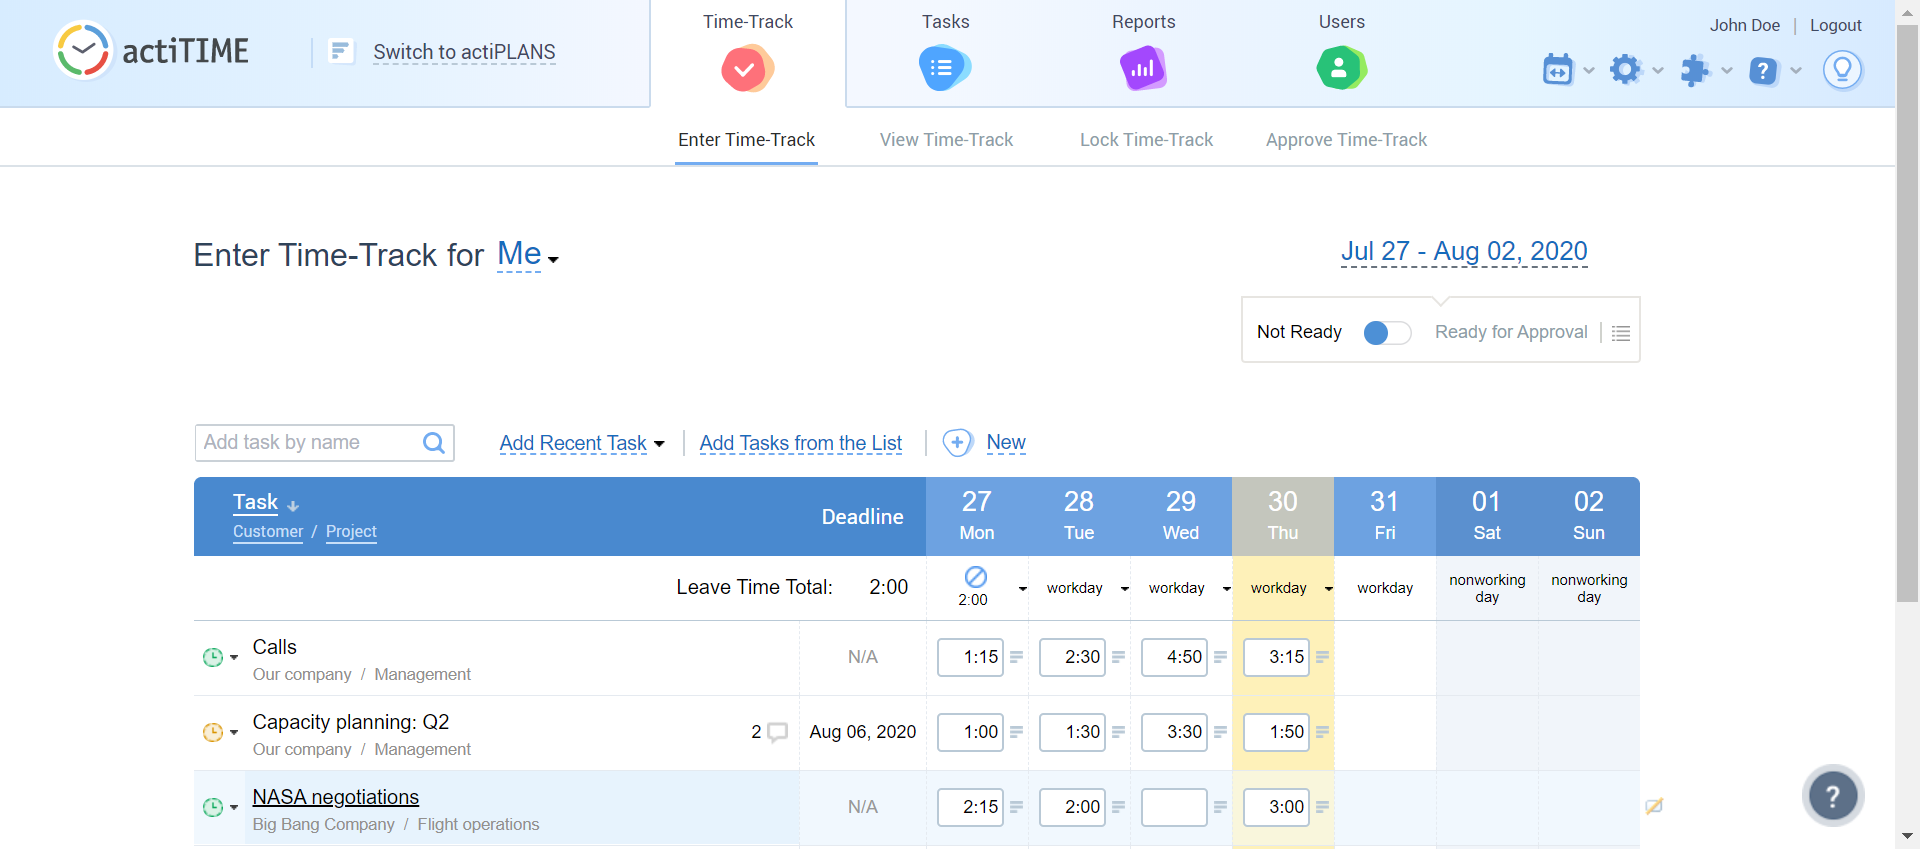 actiTIME
Switch to actiPLANS
Time-Track
Tasks
Reports
Users
John Doe | Logout
Enter Time-Track
View Time-Track
Lock Time-Track
Approve Time-Track
Enter Time-Track for Me
Jul 27 - Aug 02, 2020
Not Ready
Ready for Approval
Add task by name
Add Recent Task
Add Tasks from the List
New
Task
Customer / Project
Deadline
27 Mon
28 Tue
29 Wed
30 Thu
31 Fri
01 Sat
02 Sun
Leave Time Total: 2:00
2:00
workday
workday
workday
workday
nonworking day
nonworking day
Calls
Our company / Management
N/A
1:15
2:30
4:50
3:15
Capacity planning: Q2
Our company / Management
2
Aug 06, 2020
1:00
1:30
3:30
1:50
NASA negotiations
Big Bang Company / Flight operations
N/A
2:15
2:00
3:00
?
?